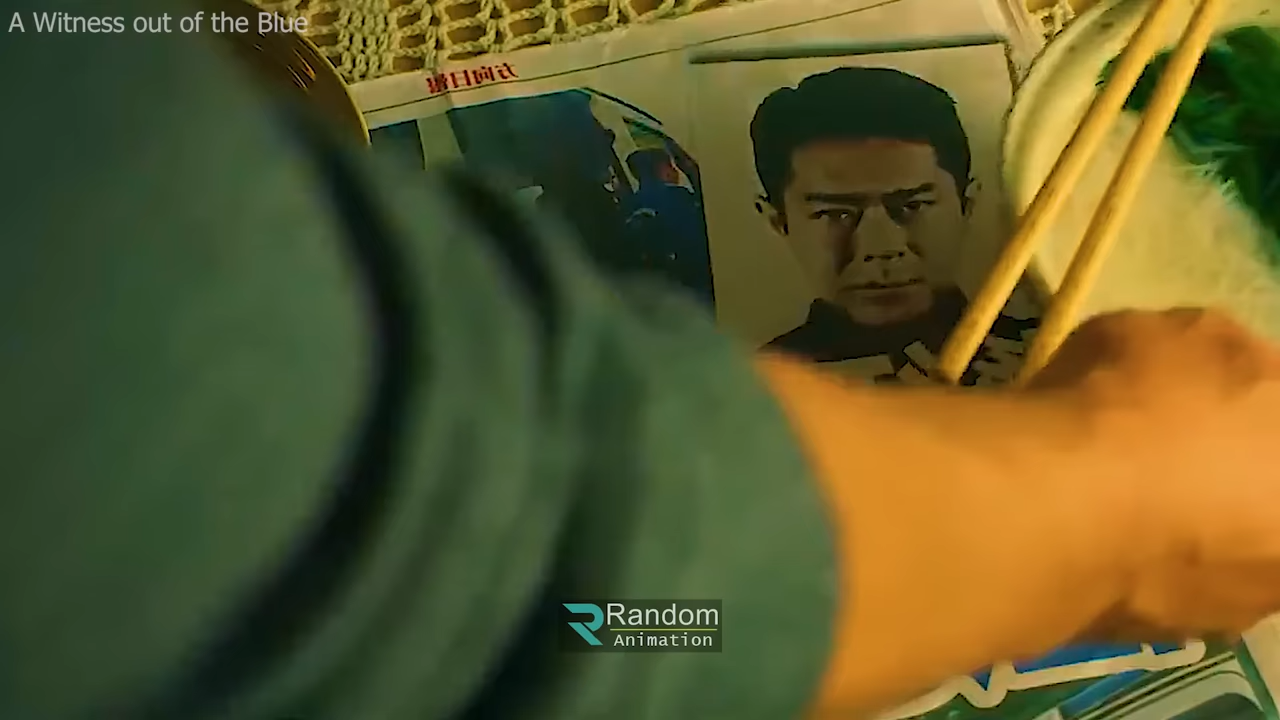 A Witness out of the Blue
Random
Animation